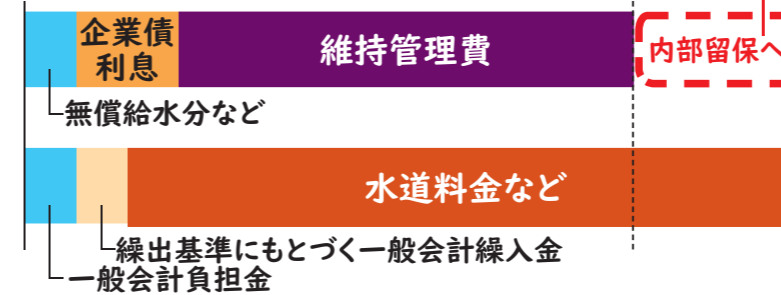 企業債
利息
維持管理費
内部留保へ
無償給水分など
水道料金など
繰出基準にもとづく一般会計繰入金
一般会計負担金